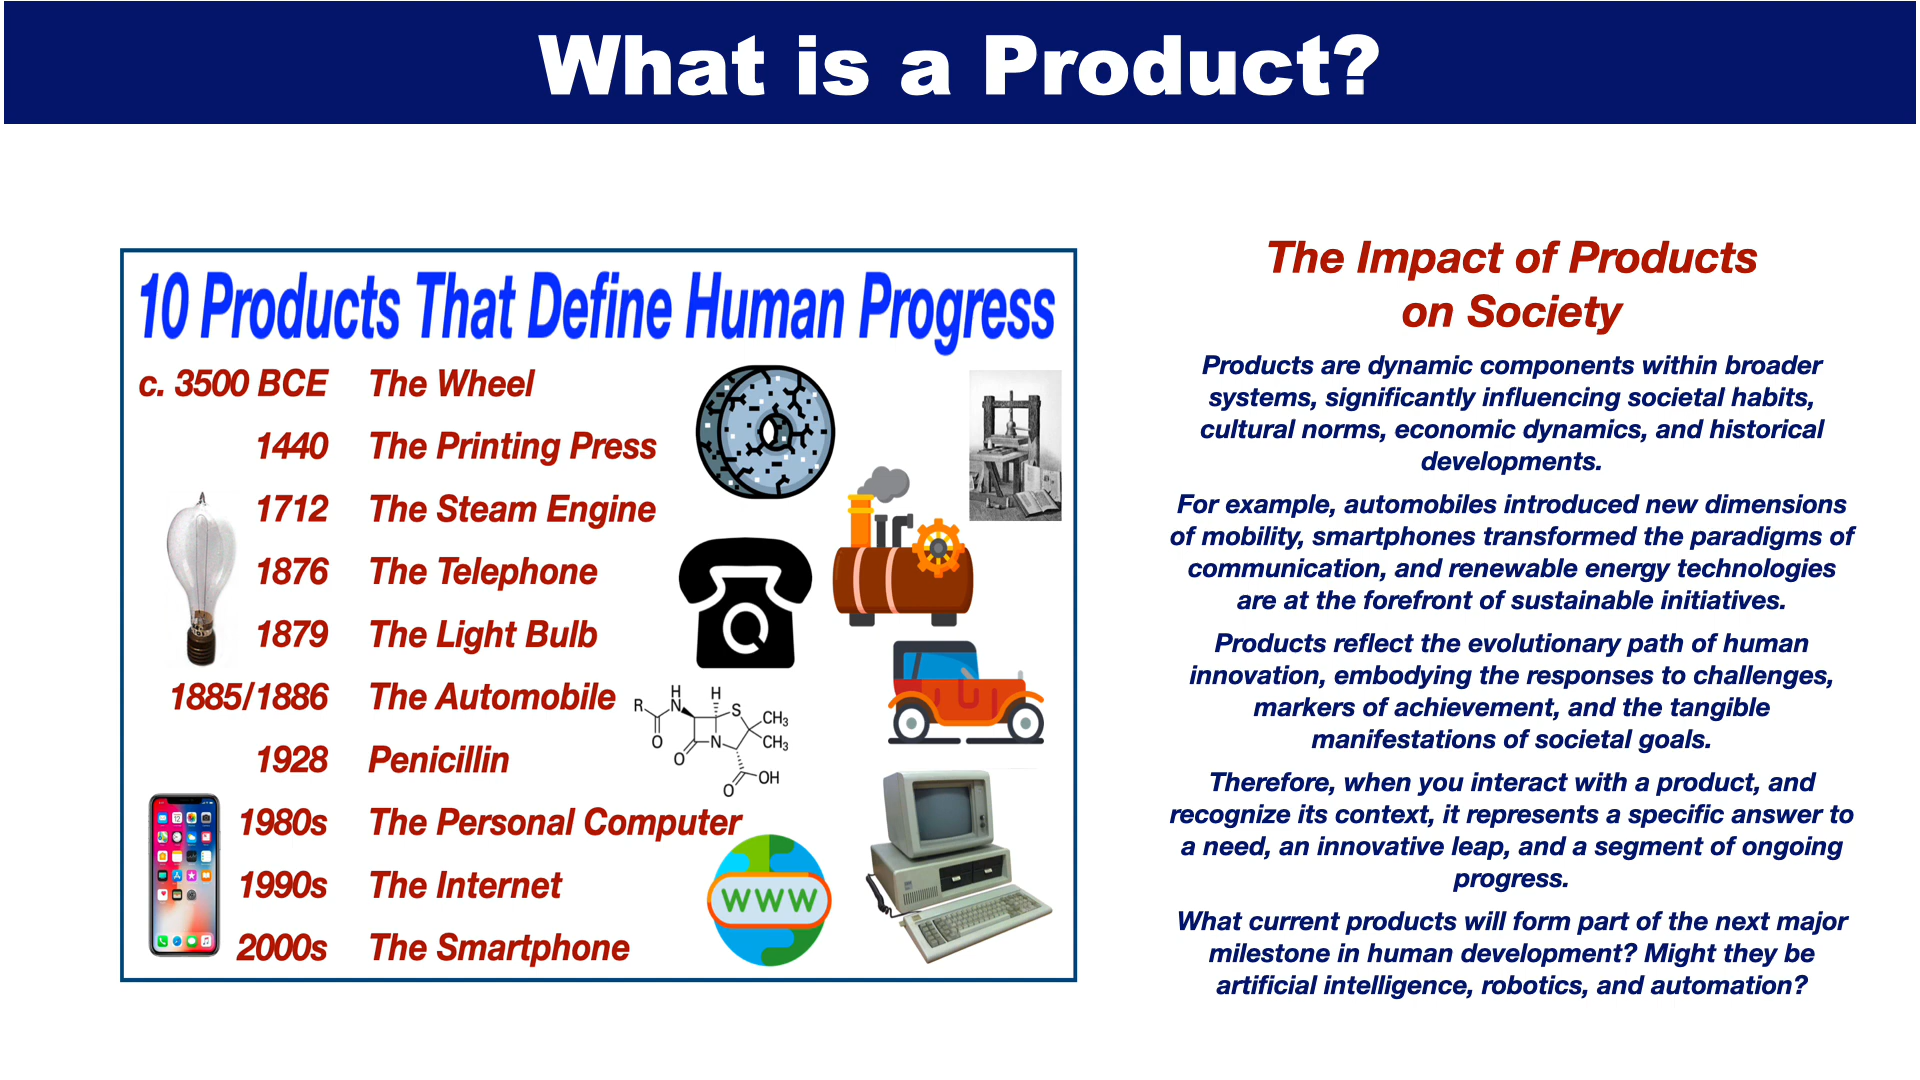 What is a Product?
10 Products That Define Human Progress
c. 3500 BCE The Wheel
1440 The Printing Press
1712 The Steam Engine
1876 The Telephone
1879 The Light Bulb
1885/1886 The Automobile
1928 Penicillin
1980s The Personal Computer
1990s The Internet
2000s The Smartphone
R
H
N
H
S
CH3
CH3
O
N
O
OH
O
WWW
The Impact of Products
on Society
Products are dynamic components within broader
systems, significantly influencing societal habits,
cultural norms, economic dynamics, and historical
developments.
For example, automobiles introduced new dimensions
of mobility, smartphones transformed the paradigms of
communication, and renewable energy technologies
are at the forefront of sustainable initiatives.
Products reflect the evolutionary path of human
innovation, embodying the responses to challenges,
markers of achievement, and the tangible
manifestations of societal goals.
Therefore, when you interact with a product, and
recognize its context, it represents a specific answer to
a need, an innovative leap, and a segment of ongoing
progress.
What current products will form part of the next major
milestone in human development? Might they be
artificial intelligence, robotics, and automation?